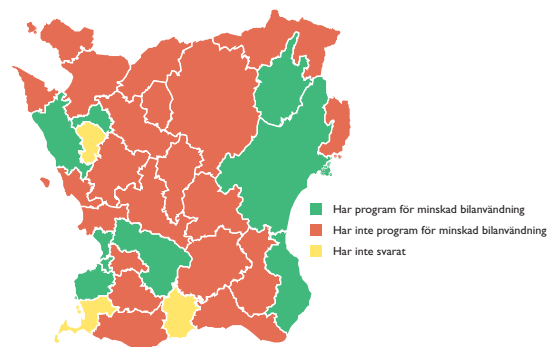 Har program för minskad bilanvändning
Har inte program för minskad bilanvändning
Har inte svarat